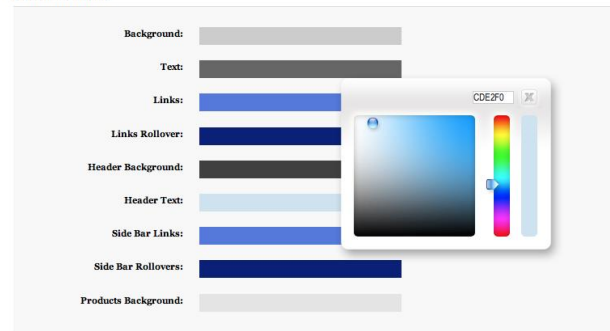 Background:
Text:
CDE2F0
Links:
Links Rollover:
Header Background:
Header Text:
Side Bar Links:
Side Bar Rollovers:
Products Background: